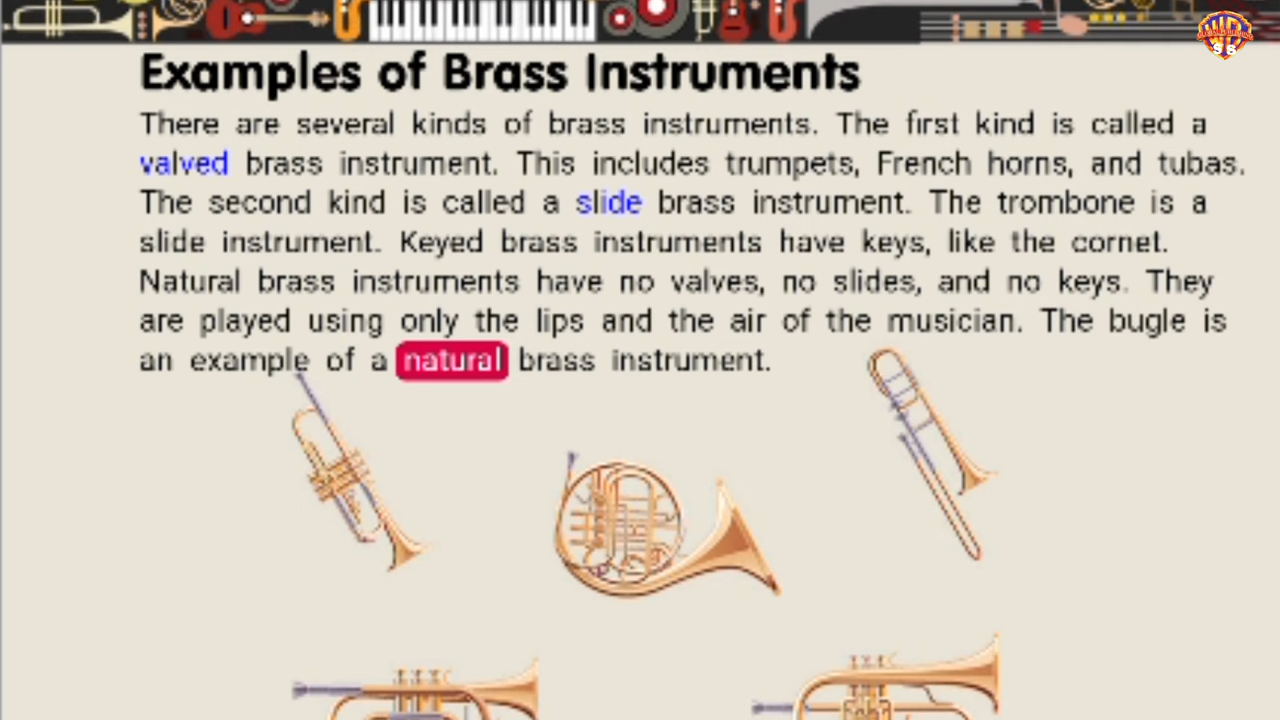 Examples of Brass Instruments
There are several kinds of brass instruments. The first kind is called a
valved brass instrument. This includes trumpets, French horns, and tubas.
The second kind is called a slide brass instrument. The trombone is a
slide instrument. Keyed brass instruments have keys, like the cornet.
Natural brass instruments have no valves, no slides, and no keys. They
are played using only the lips and the air of the musician. The bugle is
an example of a natural brass instrument.